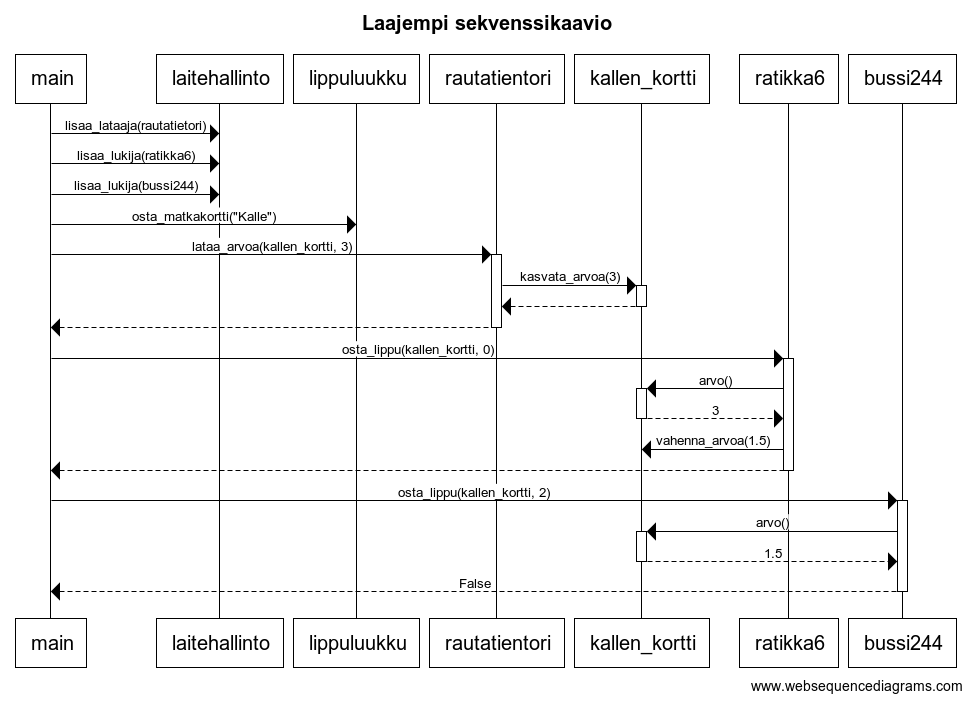 Laajempi sekvenssikaavio
main laitehallinto lippuluukku rautatientori kallen_kortti ratikka6 bussi244
lisaa_lataaja(rautatietori)
lisaa_lukija(ratikka6)
lisaa_lukija(bussi244)
osta_matkakortti("Kalle")
lataa_arvoa(kallen_kortti, 3)
kasvata_arvoa(3)
osta_lippu(kallen_kortti, 0)
arvo()
3
vahenna_arvoa(1.5)
osta_lippu(kallen_kortti, 2)
arvo()
1.5
False
main laitehallinto lippuluukku rautatientori kallen_kortti ratikka6 bussi244
www.websequencediagrams.com